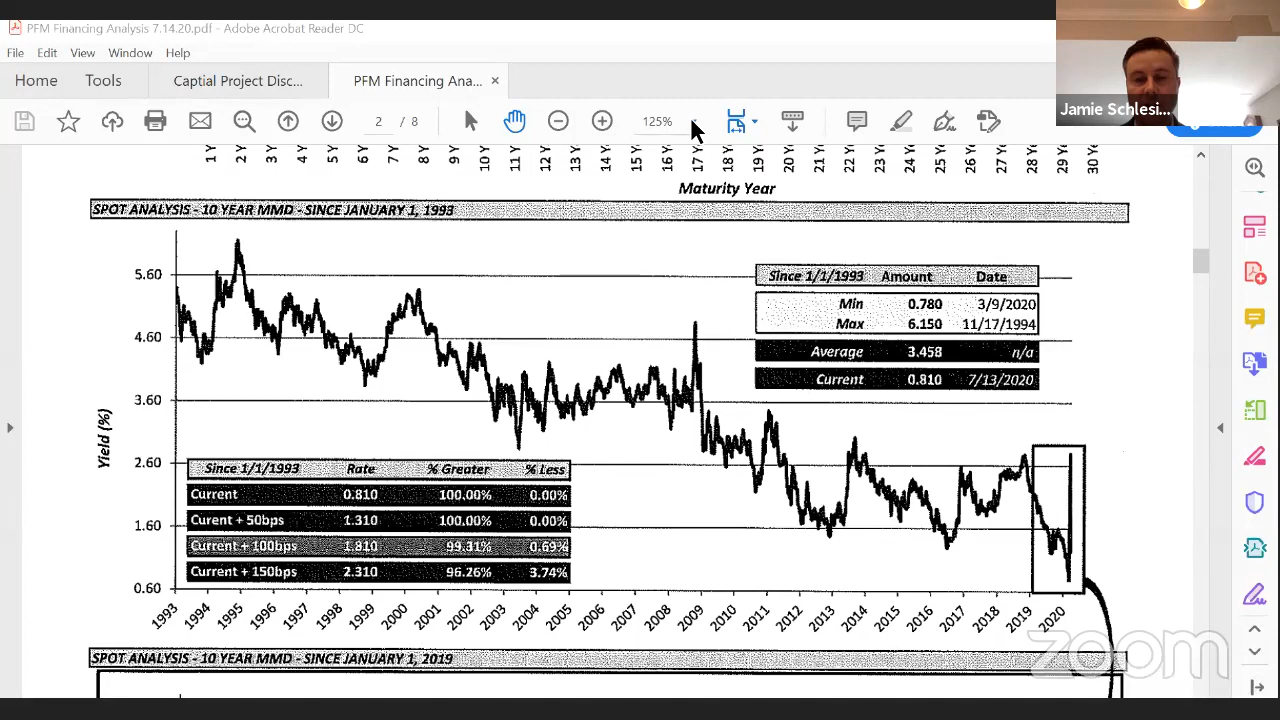 PFM Financing Analysis 7.14.20.pdf - Adobe Acrobat Reader DC
File Edit View Window Help
Home Tools Captial Project Disc... PFM Financing Ana... ×
2 / 8 125%
Jamie Schlesi...
1 Y 2 Y 3 Y 4 Y 5 Y 6 Y 7 Y 8 Y 9 Y 10 Y 11 Y 12 Y 13 Y 14 Y 15 Y 16 Y 17 Y 18 Y 19 Y 20 Y 21 Y 22 Y 23 Y 24 Y 25 Y 26 Y 27 Y 28 Y 29 Y 30 Y
Maturity Year
SPOT ANALYSIS - 10 YEAR MMD - SINCE JANUARY 1, 1993
Yield (%)
5.60
4.60
3.60
2.60
1.60
0.60
Since 1/1/1993 Amount Date
Min 0.780 3/9/2020
Max 6.150 11/17/1994
Average 3.458 n/a
Current 0.810 7/13/2020
Since 1/1/1993 Rate % Greater % Less
Current 0.810 100.00% 0.00%
Curent + 50bps 1.310 100.00% 0.00%
Current + 100bps 1.810 99.31% 0.69%
Current + 150bps 2.310 96.26% 3.74%
1993 1994 1995 1996 1997 1998 1999 2000 2001 2002 2003 2004 2005 2006 2007 2008 2009 2010 2011 2012 2013 2014 2015 2016 2017 2018 2019 2020
zoom
SPOT ANALYSIS - 10 YEAR MMD - SINCE JANUARY 1, 2019